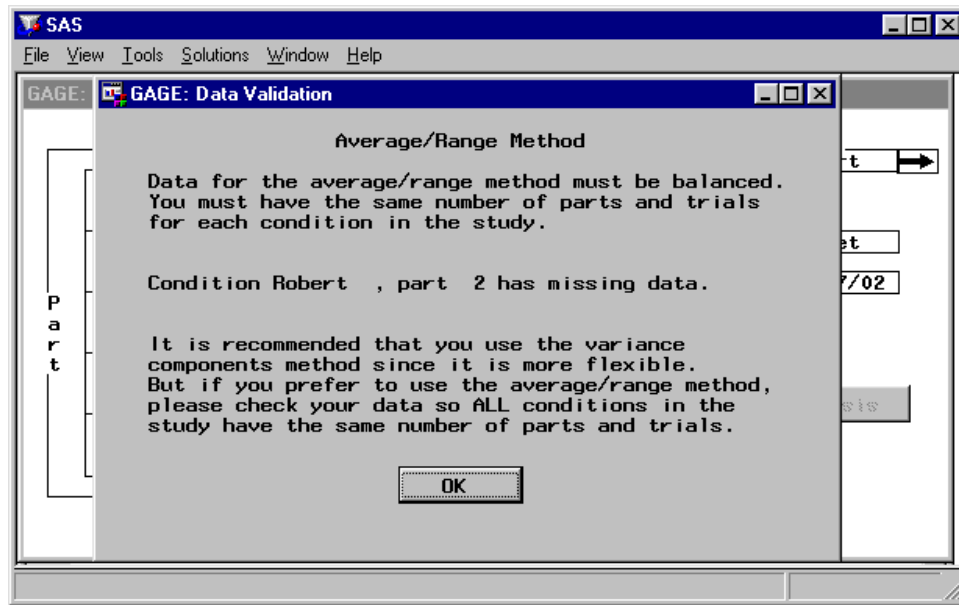 SAS
File View Tools Solutions Window Help
GAGE:
GAGE: Data Validation
Average/Range Method
Data for the average/range method must be balanced.
You must have the same number of parts and trials
for each condition in the study.
Condition Robert , part 2 has missing data.
It is recommended that you use the variance
components method since it is more flexible.
But if you prefer to use the average/range method,
please check your data so ALL conditions in the
study have the same number of parts and trials.
OK
Part